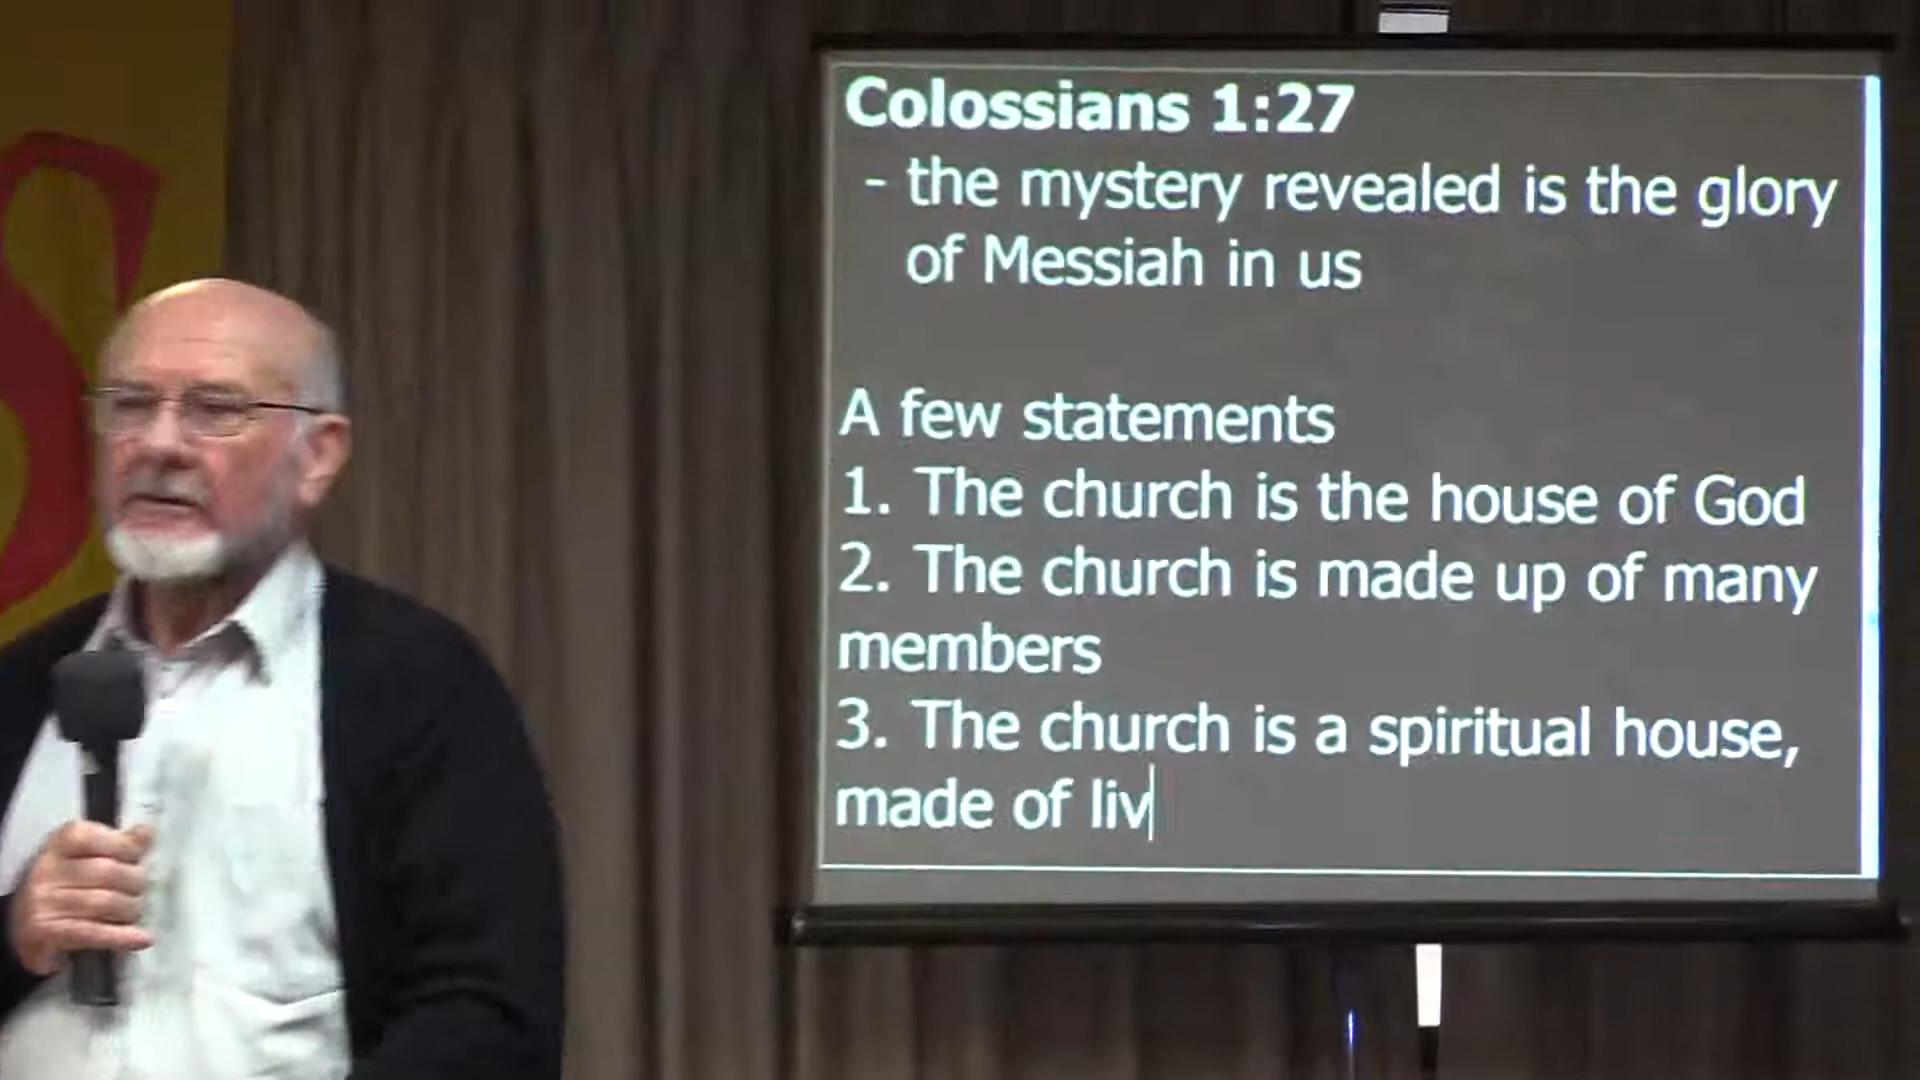 Colossians 1:27
- the mystery revealed is the glory
of Messiah in us
A few statements
1. The church is the house of God
2. The church is made up of many
members
3. The church is a spiritual house,
made of liv